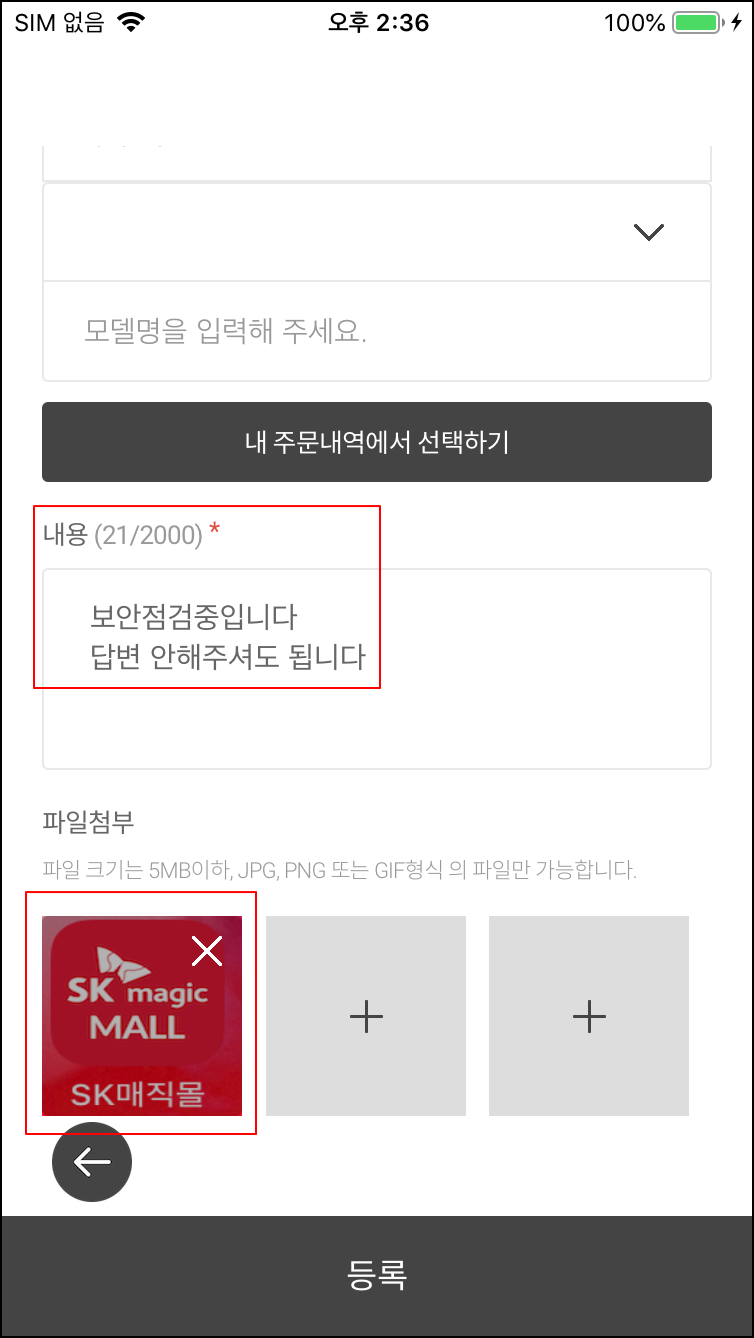 SIM 없음 오후 2:36 100%
모델명을 입력해 주세요.
내 주문내역에서 선택하기
내용 (21/2000) *
보안점검중입니다
답변 안해주셔도 됩니다
파일첨부
파일 크기는 5MB이하, JPG, PNG 또는 GIF형식 의 파일만 가능합니다.
SK magic
MALL
SK매직몰
등록